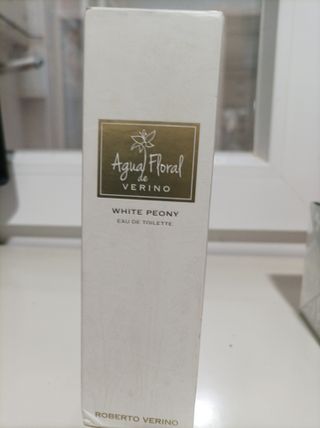 Agua Floral
de
VERINO
WHITE PEONY
EAU DE TOILETTE
ROBERTO VERINO